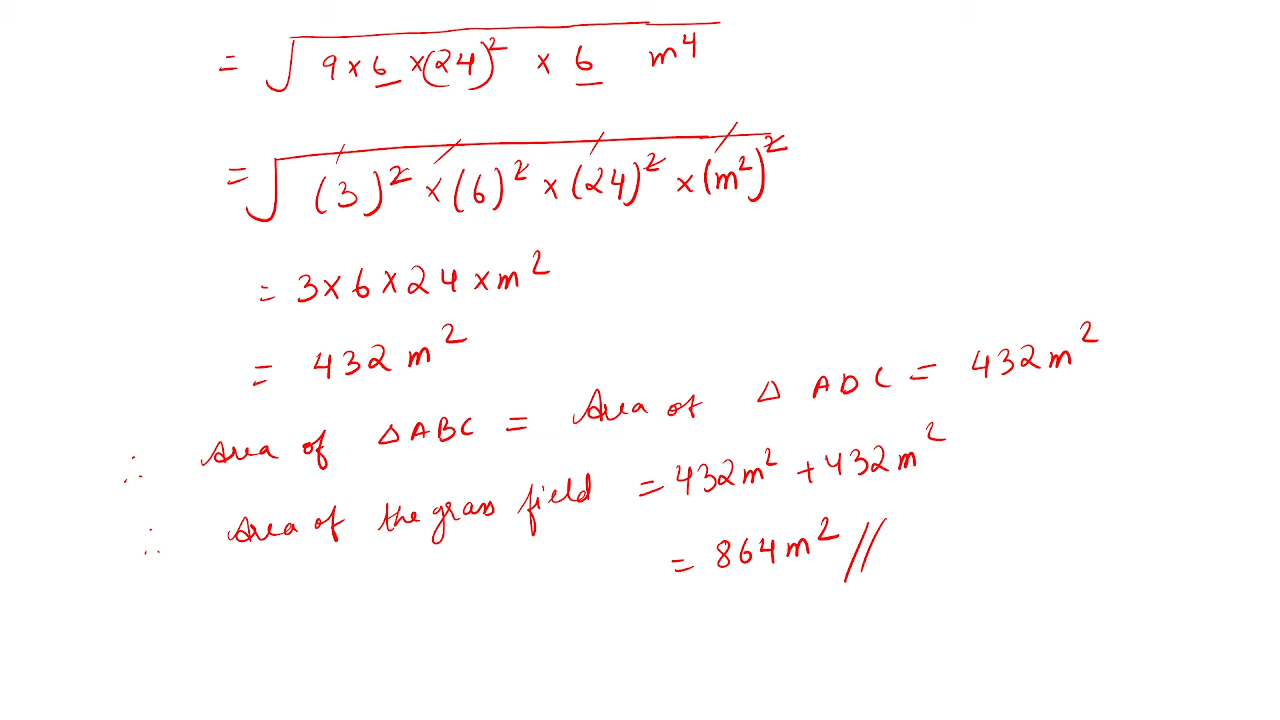 = √(9 × 6 × (24)² × 6 m⁴)
= √((3)² × (6)² × (24)² × (m²)²)
= 3 × 6 × 24 × m²
= 432 m²
∴ Area of △ABC = Area of △ ADC = 432 m²
∴ Area of the grass field = 432 m² + 432 m²
= 864 m² //